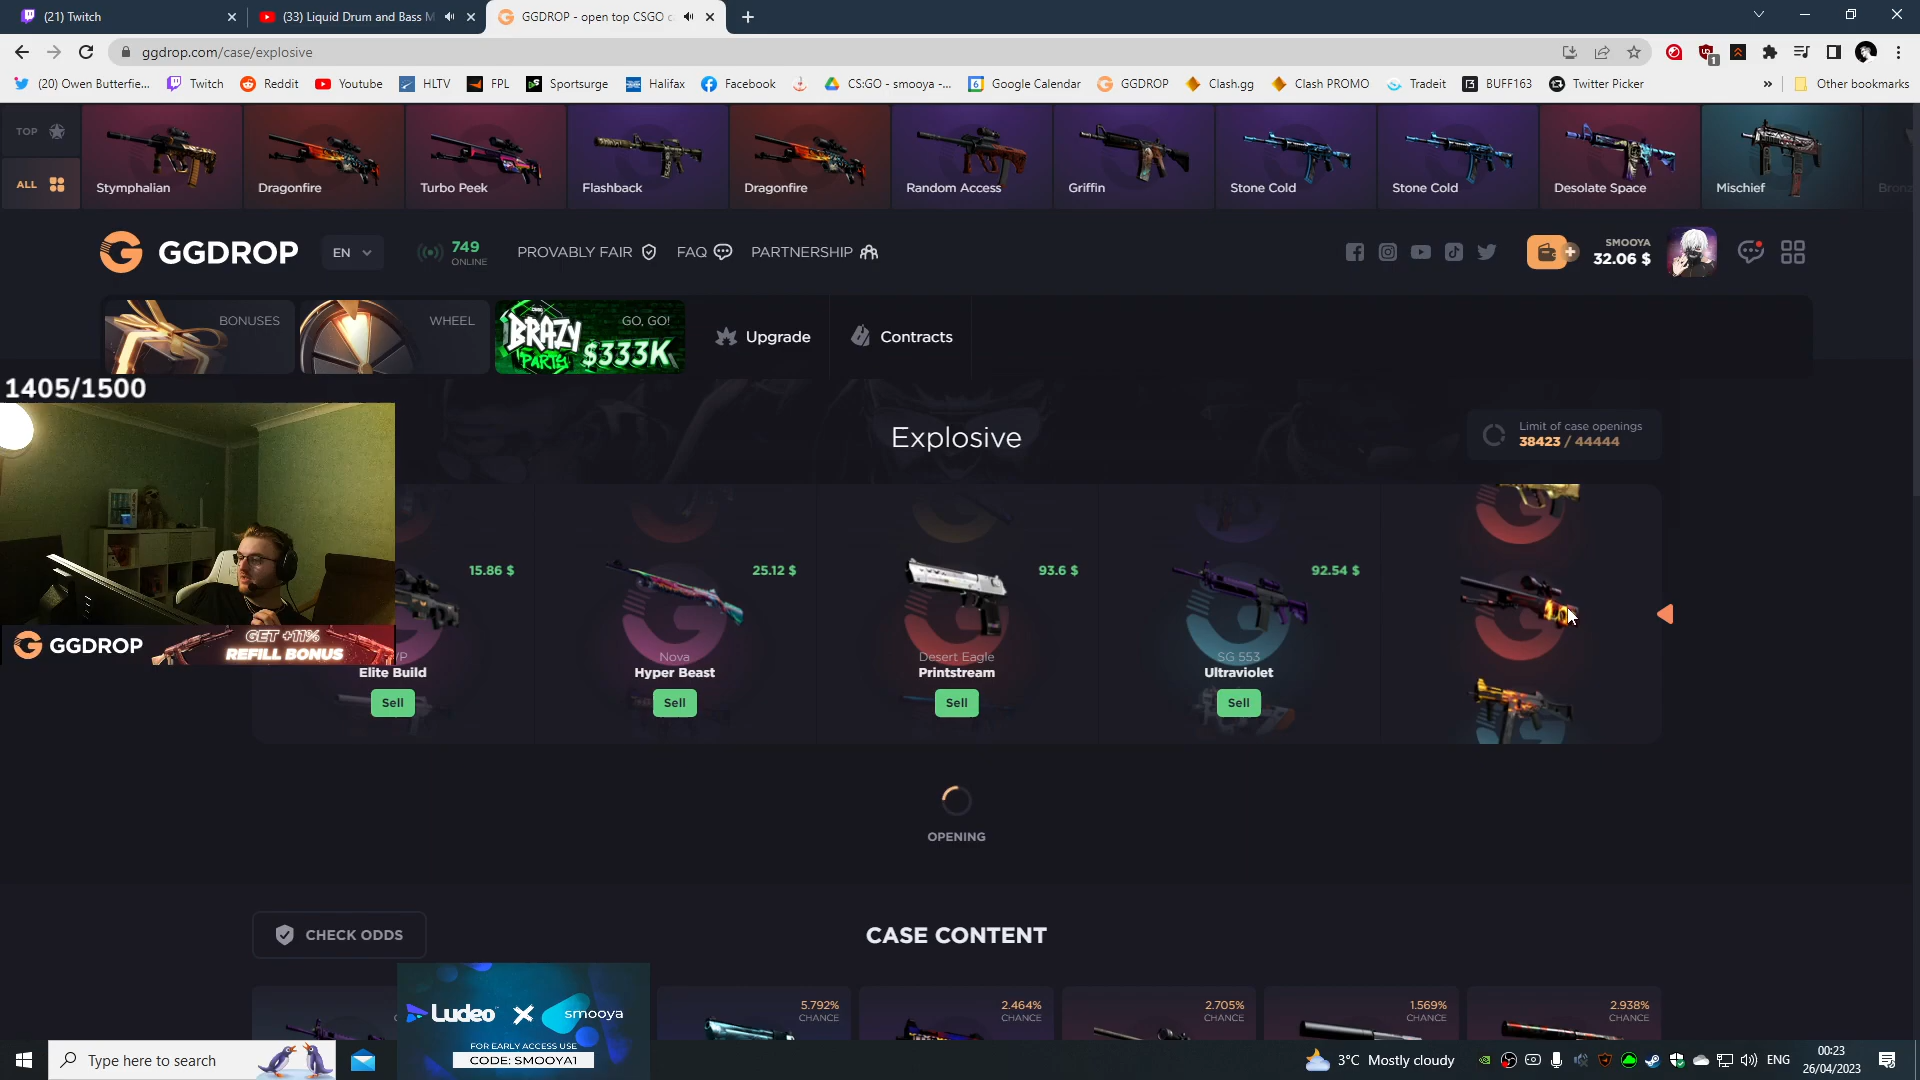 (21) Twitch
(33) Liquid Drum and Bass M
GGDROP - open top CSGO c
ggdrop.com/case/explosive
(20) Owen Butterfie...
Twitch
Reddit
Youtube
HLTV
FPL
Sportsurge
Halifax
Facebook
CS:GO - smooya -...
Google Calendar
GGDROP
Clash.gg
Clash PROMO
Tradeit
BUFF163
Twitter Picker
»
Other bookmarks
TOP
ALL
Stymphalian
Dragonfire
Turbo Peek
Flashback
Dragonfire
Random Access
Griffin
Stone Cold
Stone Cold
Desolate Space
Mischief
GGDROP
EN
749
ONLINE
PROVABLY FAIR
FAQ
PARTNERSHIP
SMOOYA
32.06 $
BONUSES
WHEEL
BRAZY
PARTY
GO, GO!
$333K
Upgrade
Contracts
1405/1500
Explosive
Limit of case openings
38423 / 44444
15.86 $
Elite Build
Sell
25.12 $
Nova
Hyper Beast
Sell
93.6 $
Desert Eagle
Printstream
Sell
92.54 $
SG 553
Ultraviolet
Sell
GGDROP
GET +11%
REFILL BONUS
OPENING
CHECK ODDS
CASE CONTENT
5.792%
CHANCE
2.464%
CHANCE
2.705%
CHANCE
1.569%
CHANCE
2.938%
CHANCE
Ludeo X smooya
FOR EARLY ACCESS USE
CODE: SMOOYA1
Type here to search
3°C Mostly cloudy
ENG
00:23
26/04/2023